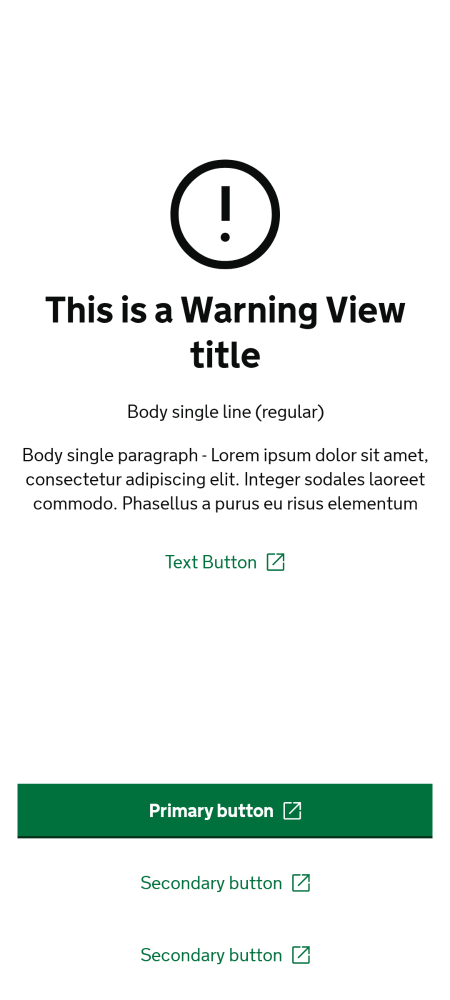 This is a Warning View
title
Body single line (regular)
Body single paragraph - Lorem ipsum dolor sit amet,
consectetur adipiscing elit. Integer sodales laoreet
commodo. Phasellus a purus eu risus elementum
Text Button
Primary button
Secondary button
Secondary button